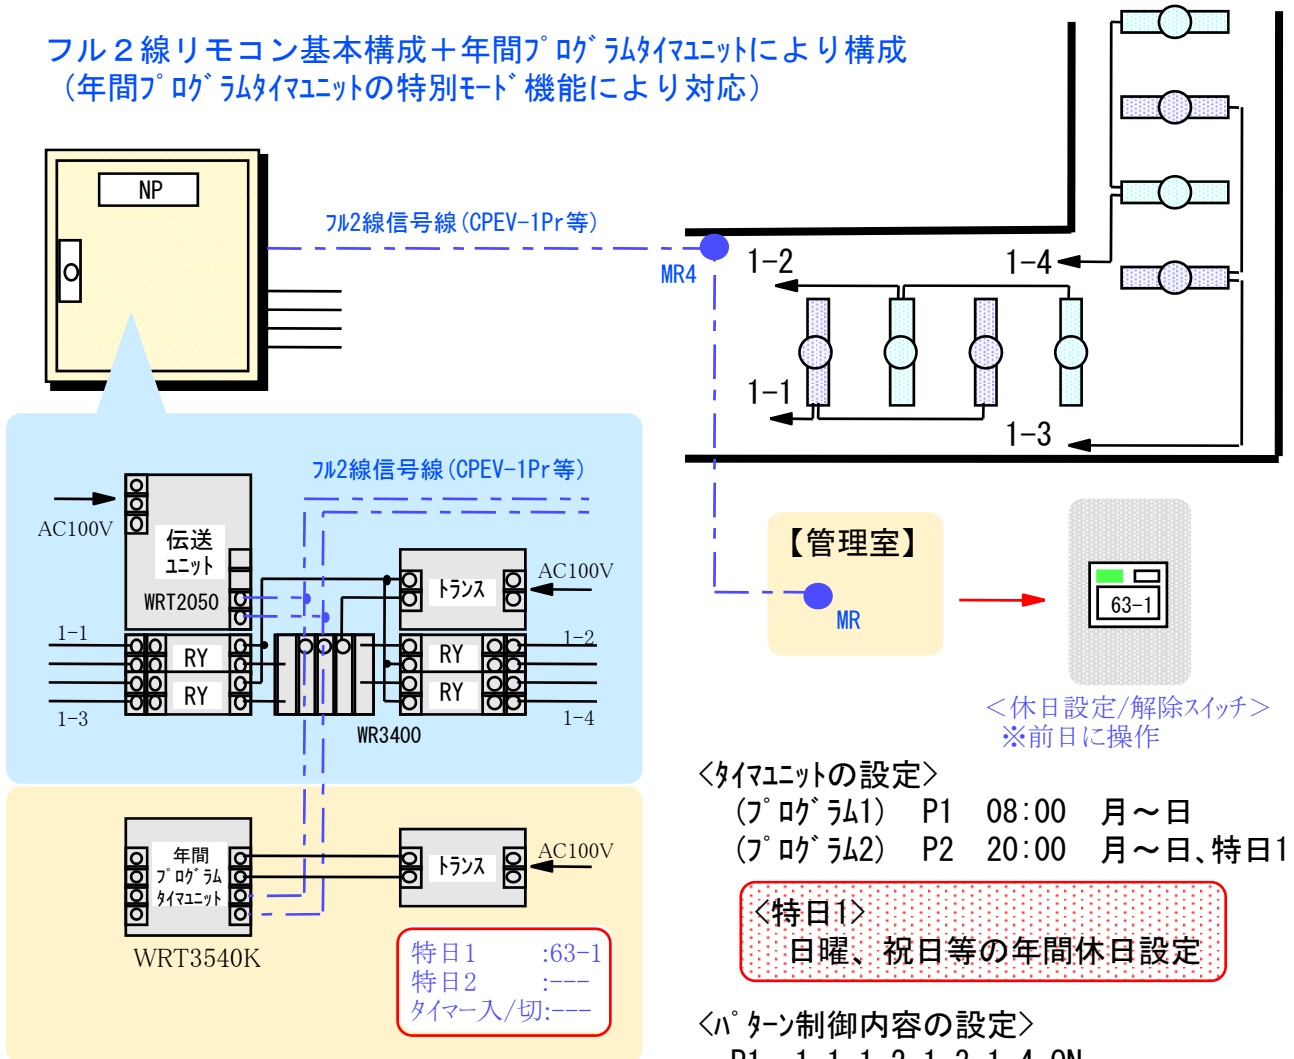 フル２線リモコン基本構成＋年間ﾌﾟﾛｸﾞﾗﾑﾀｲﾏﾕﾆｯﾄにより構成
（年間ﾌﾟﾛｸﾞﾗﾑﾀｲﾏﾕﾆｯﾄの特別ﾓｰﾄﾞ機能により対応）
NP
ﾌﾙ2線信号線(CPEV-1Pr等)
MR4
1-2
1-4
1-1
1-3
ﾌﾙ2線信号線(CPEV-1Pr等)
AC100V
伝送
ﾕﾆｯﾄ
WRT2050
ﾄﾗﾝｽ
AC100V
1-1
RY
RY
1-3
WR3400
RY
RY
1-2
1-4
【管理室】
MR
63-1
＜休日設定/解除ｽｲｯﾁ＞
※前日に操作
年間
ﾌﾟﾛｸﾞﾗﾑ
ﾀｲﾏﾕﾆｯﾄ
WRT3540K
ﾄﾗﾝｽ
AC100V
特日1 :63-1
特日2 :---
ﾀｲﾏｰ入/切:---
<ﾀｲﾏﾕﾆｯﾄの設定>
(ﾌﾟﾛｸﾞﾗﾑ1) P1 08:00 月～日
(ﾌﾟﾛｸﾞﾗﾑ2) P2 20:00 月～日、特日1
<特日1>
日曜、祝日等の年間休日設定
<ﾊﾟﾀｰﾝ制御内容の設定>
P1 1-1,1-2,1-3,1-4 ON